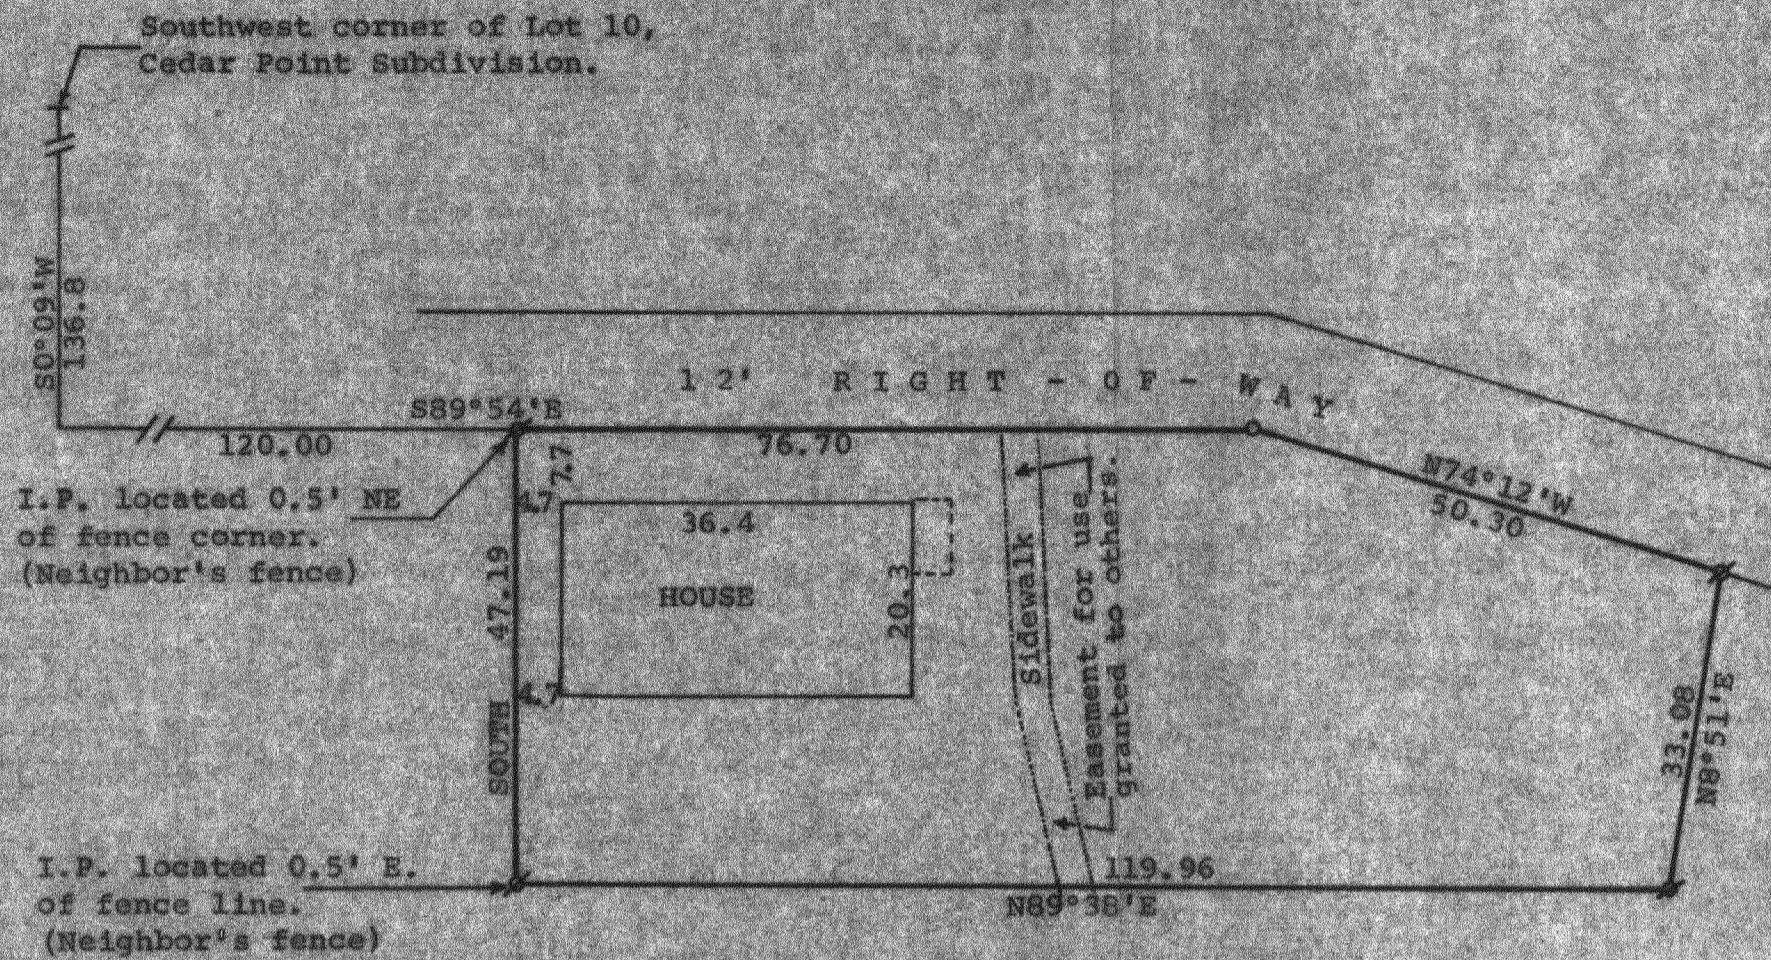 Southwest corner of Lot 10,
Cedar Point Subdivision.
S0°09'W
136.8
12' RIGHT-OF-WAY
S89°54'E
120.00
76.70
7.7
4.7
I.P. located 0.5' NE
of fence corner.
(Neighbor's fence)
36.4
HOUSE
20.3
47.19
SOUTH
4.7
Sidewalk
Easement for use
granted to others.
N74°12'W
50.30
33.08
N8°51'E
I.P. located 0.5' E.
of fence line.
(Neighbor's fence)
119.96
N89°38'E